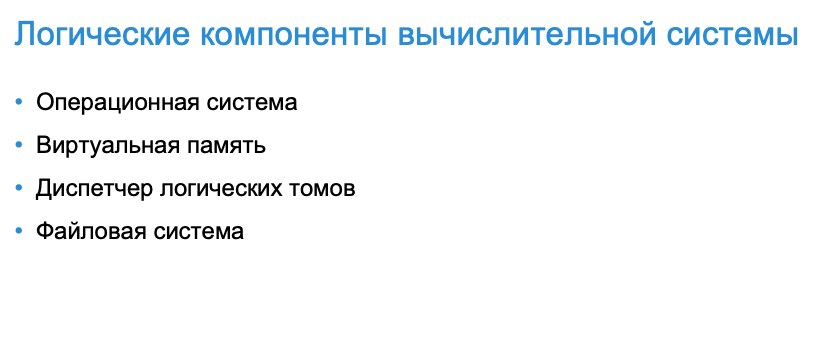 Логические компоненты вычислительной системы
• Операционная система
• Виртуальная память
• Диспетчер логических томов
• Файловая система